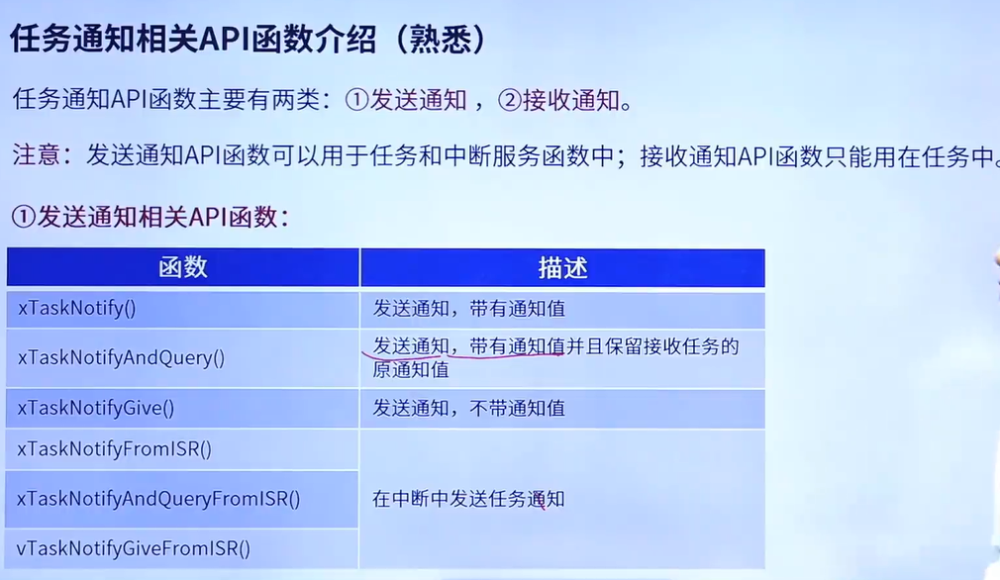 任务通知相关API函数介绍（熟悉）
任务通知API函数主要有两类：①发送通知 ，②接收通知。
注意：发送通知API函数可以用于任务和中断服务函数中；接收通知API函数只能用在任务中。
①发送通知相关API函数：
函数 描述
xTaskNotify() 发送通知，带有通知值
xTaskNotifyAndQuery() 发送通知，带有通知值并且保留接收任务的
原通知值
xTaskNotifyGive() 发送通知，不带通知值
xTaskNotifyFromISR()
xTaskNotifyAndQueryFromISR() 在中断中发送任务通知
vTaskNotifyGiveFromISR()